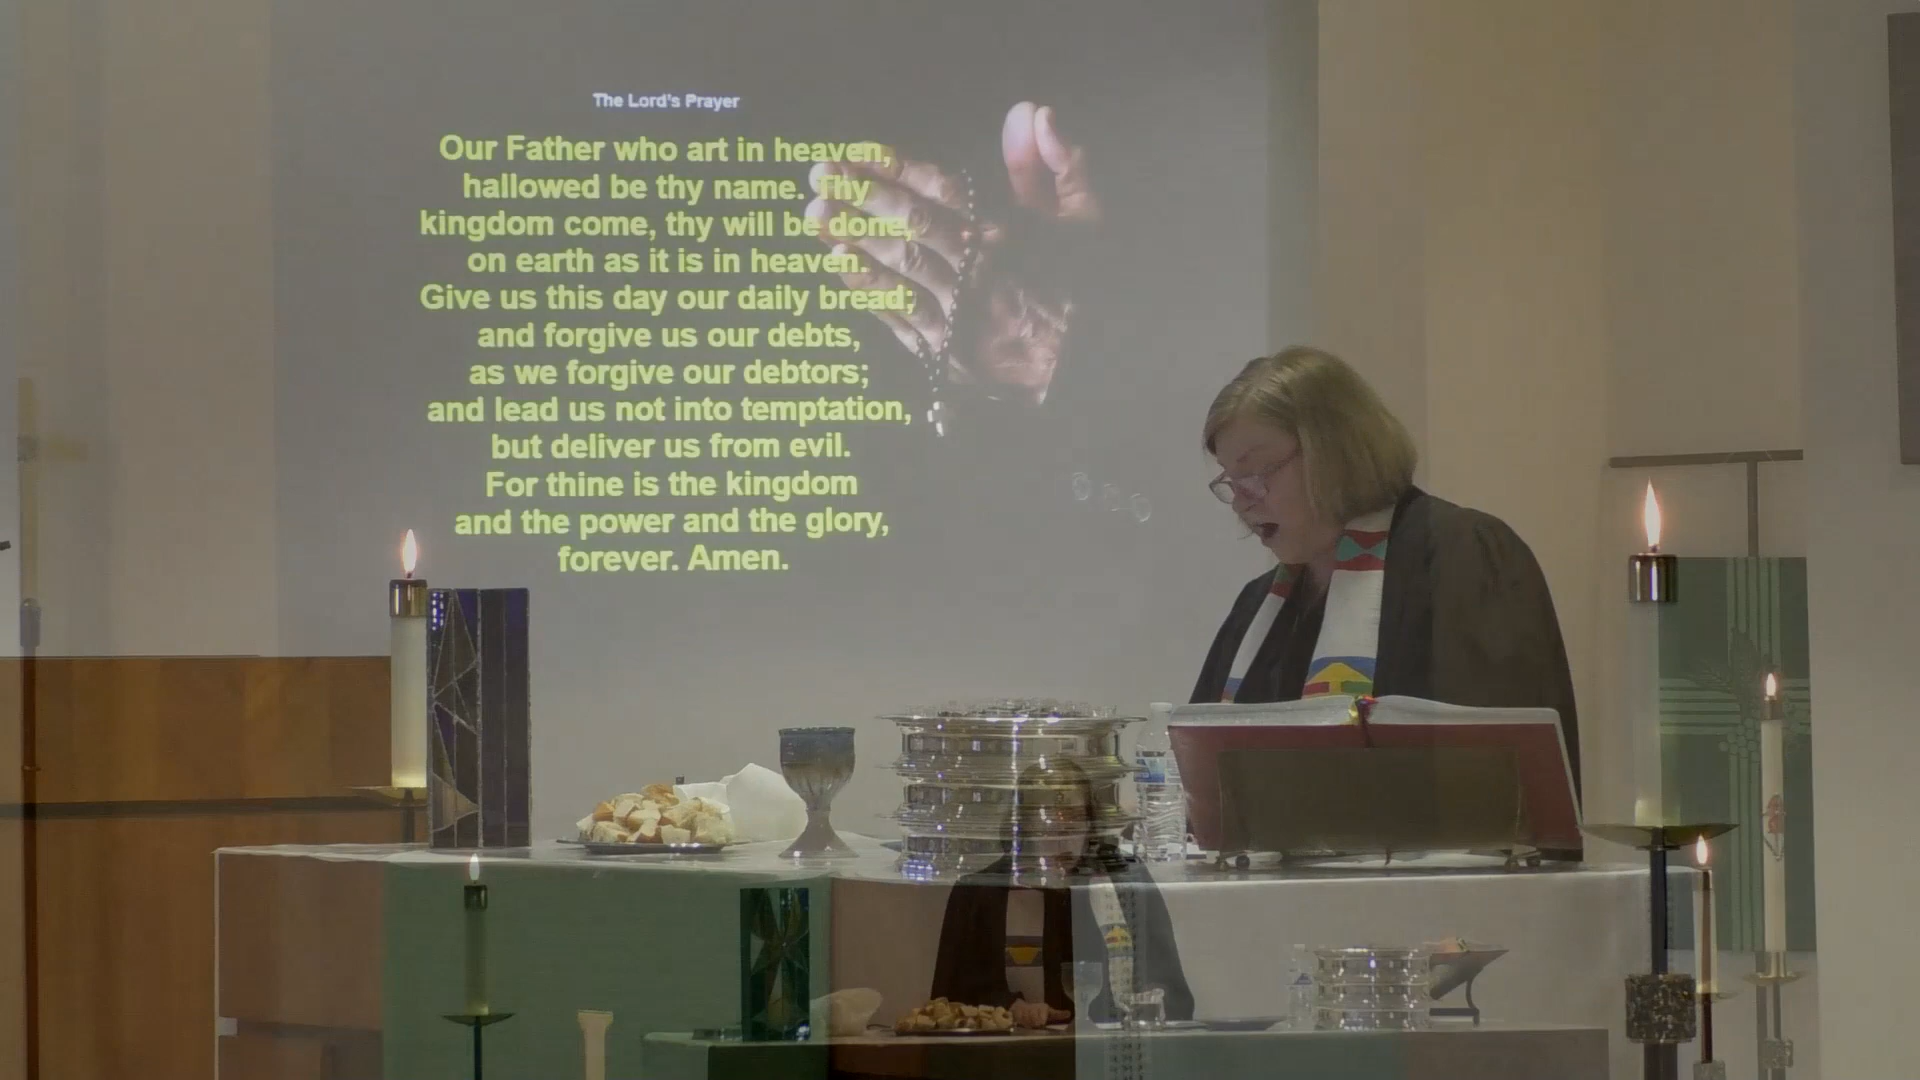 The Lord's Prayer
Our Father who art in heaven,
hallowed be thy name. Thy
kingdom come, thy will be done,
on earth as it is in heaven.
Give us this day our daily bread;
and forgive us our debts,
as we forgive our debtors;
and lead us not into temptation,
but deliver us from evil.
For thine is the kingdom
and the power and the glory,
forever. Amen.